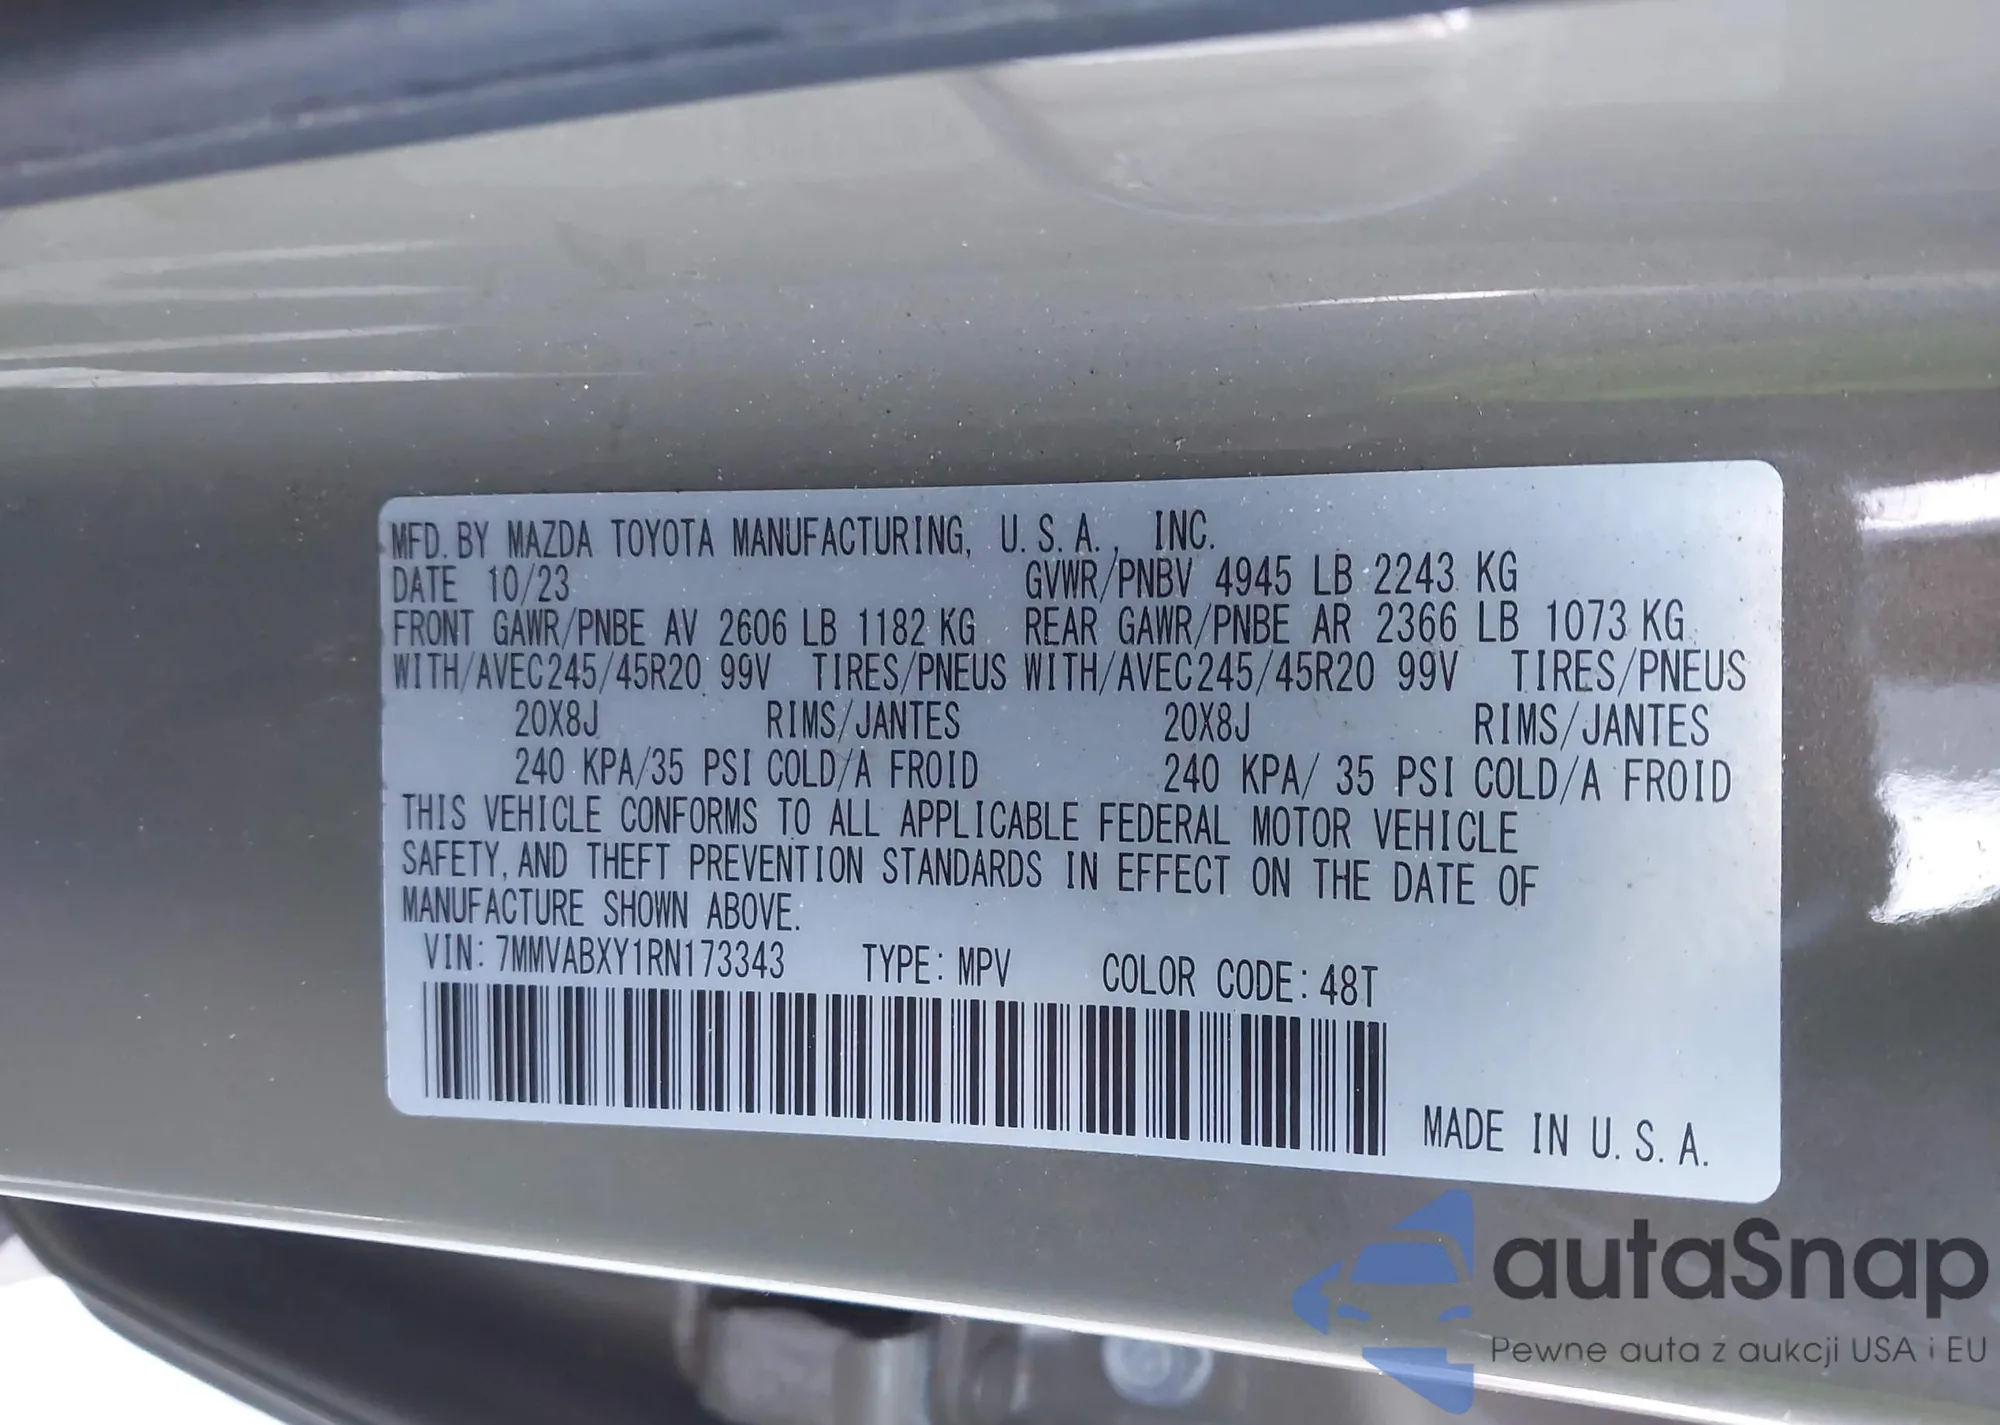 MFD. BY MAZDA TOYOTA MANUFACTURING, U.S.A., INC.
DATE 10/23 GVWR/PNBV 4945 LB 2243 KG
FRONT GAWR/PNBE AV 2606 LB 1182 KG REAR GAWR/PNBE AR 2366 LB 1073 KG
WITH/AVEC245/45R20 99V TIRES/PNEUS WITH/AVEC245/45R20 99V TIRES/PNEUS
20X8J RIMS/JANTES 20X8J RIMS/JANTES
240 KPA/35 PSI COLD/A FROID 240 KPA/ 35 PSI COLD/A FROID
THIS VEHICLE CONFORMS TO ALL APPLICABLE FEDERAL MOTOR VEHICLE
SAFETY, AND THEFT PREVENTION STANDARDS IN EFFECT ON THE DATE OF
MANUFACTURE SHOWN ABOVE.
VIN: 7MMVABXY1RN173343 TYPE: MPV COLOR CODE: 48T
MADE IN U.S.A.
autaSnap
Pewne auta z aukcji USA i EU